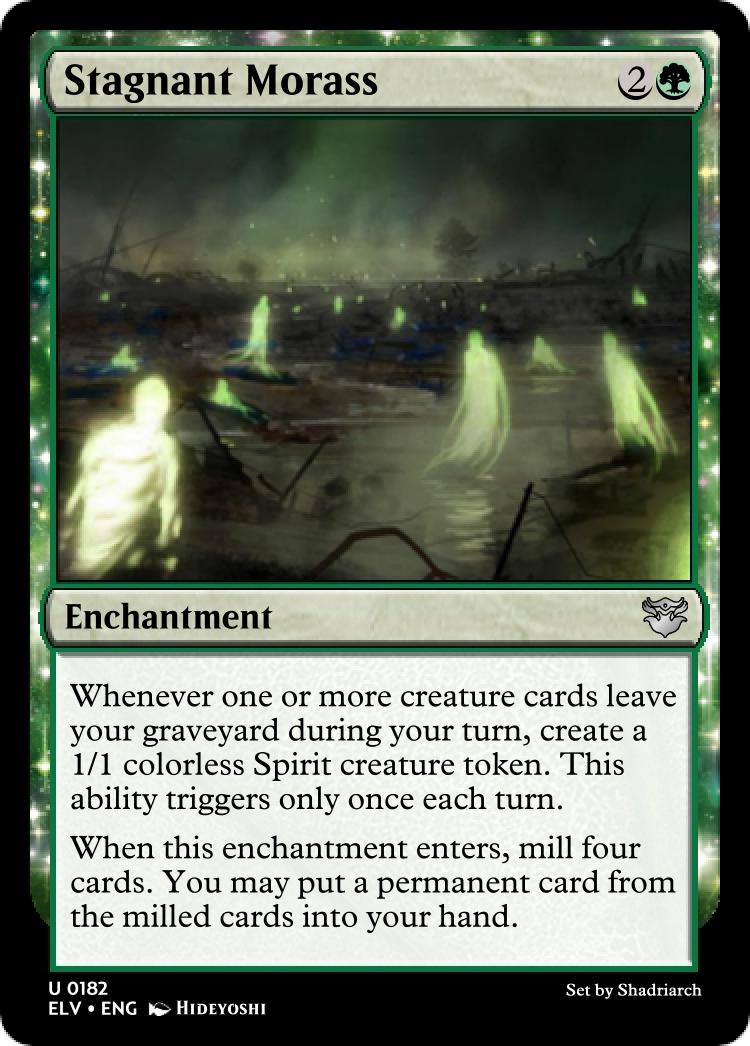 Stagnant Morass
2
Enchantment
Whenever one or more creature cards leave
your graveyard during your turn, create a
1/1 colorless Spirit creature token. This
ability triggers only once each turn.
When this enchantment enters, mill four
cards. You may put a permanent card from
the milled cards into your hand.
U 0182
Set by Shadriarch
ELV • ENG Hideyoshi